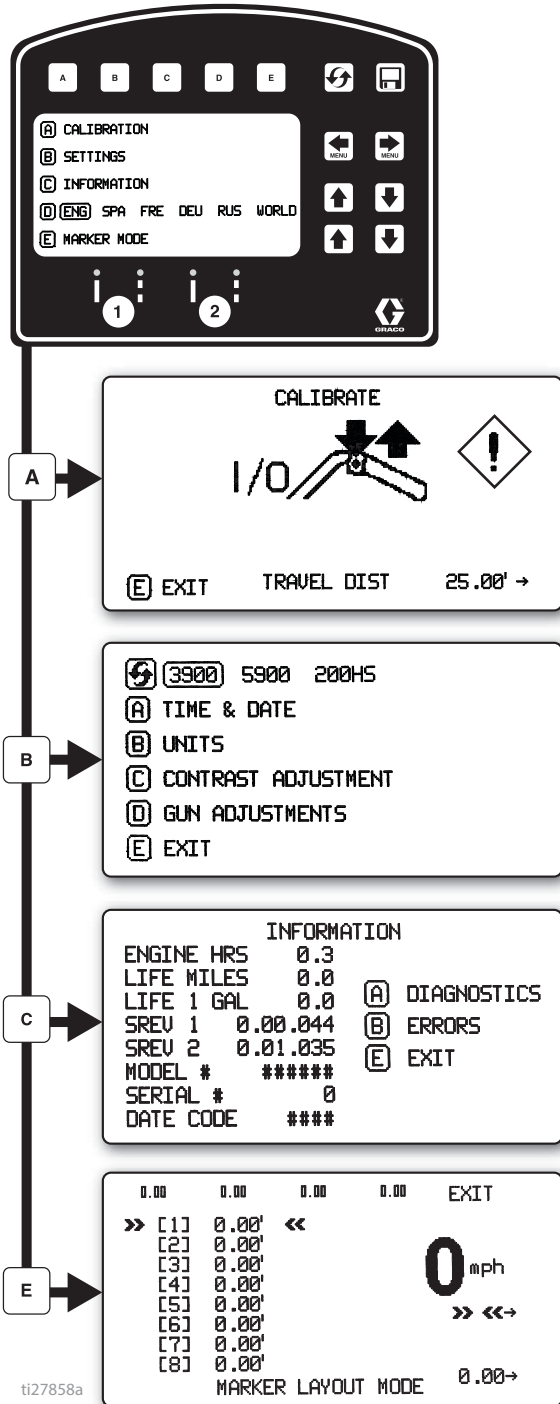 A B C D E
A CALIBRATION
B SETTINGS
C INFORMATION
D ENG SPA FRE DEU RUS WORLD
E MARKER MODE
MENU MENU
1 2
GRACO
A
CALIBRATE
I/O !
E EXIT TRAVEL DIST 25.00' →
B
3900 5900 200HS
A TIME & DATE
B UNITS
C CONTRAST ADJUSTMENT
D GUN ADJUSTMENTS
E EXIT
C
INFORMATION
ENGINE HRS 0.3
LIFE MILES 0.0
LIFE 1 GAL 0.0
SREV 1 0.00.044
SREV 2 0.01.035
MODEL # ######
SERIAL # 0
DATE CODE ####
A DIAGNOSTICS
B ERRORS
E EXIT
E
0.00 0.00 0.00 0.00 EXIT
» [1] 0.00' «
[2] 0.00'
[3] 0.00'
[4] 0.00'
[5] 0.00'
[6] 0.00'
[7] 0.00'
[8] 0.00'
0 mph
» «→
MARKER LAYOUT MODE 0.00→
ti27858a